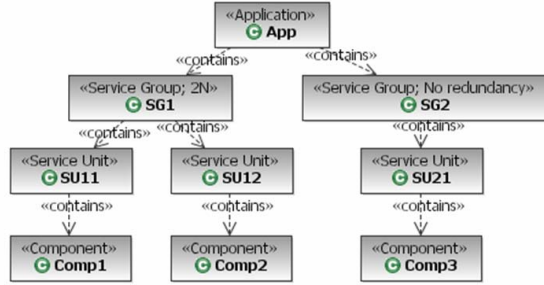 «Application»
C App
«contains» «contains»
«Service Group; 2N» «Service Group; No redundancy»
C SG1 C SG2
«contains» «contains» «contains»
«Service Unit» «Service Unit» «Service Unit»
C SU11 C SU12 C SU21
«contains» «contains» «contains»
«Component» «Component» «Component»
C Comp1 C Comp2 C Comp3